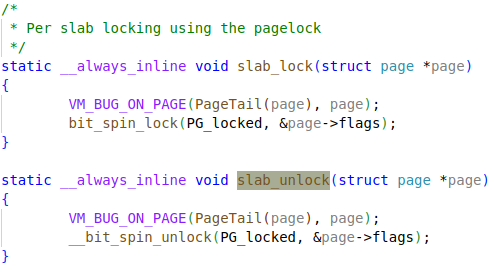 /*
 * Per slab locking using the pagelock
 */
static __always_inline void slab_lock(struct page *page)
{
        VM_BUG_ON_PAGE(PageTail(page), page);
        bit_spin_lock(PG_locked, &page->flags);
}

static __always_inline void slab_unlock(struct page *page)
{
        VM_BUG_ON_PAGE(PageTail(page), page);
        __bit_spin_unlock(PG_locked, &page->flags);
}